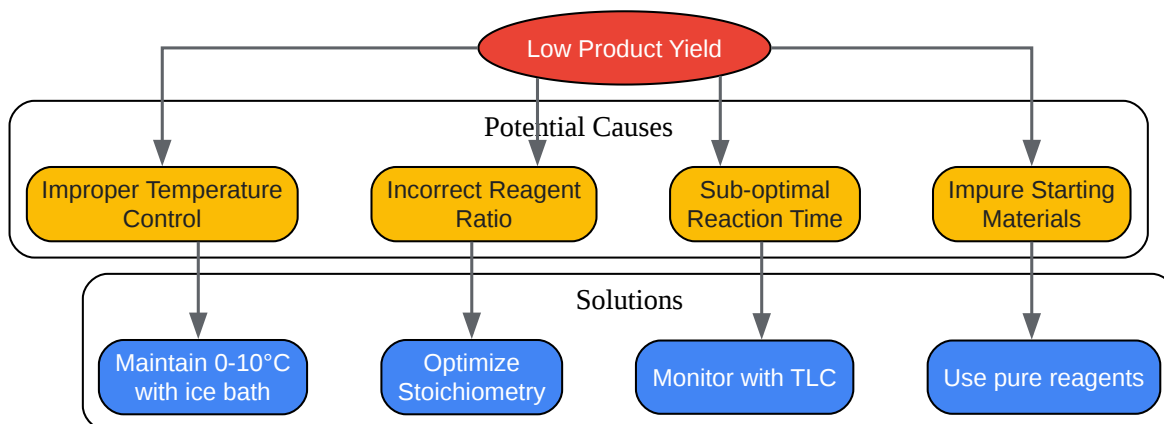 Low Product Yield
Potential Causes
Improper Temperature
Control
Incorrect Reagent
Ratio
Sub-optimal
Reaction Time
Impure Starting
Materials
Solutions
Maintain 0-10°C
with ice bath
Optimize
Stoichiometry
Monitor with TLC
Use pure reagents